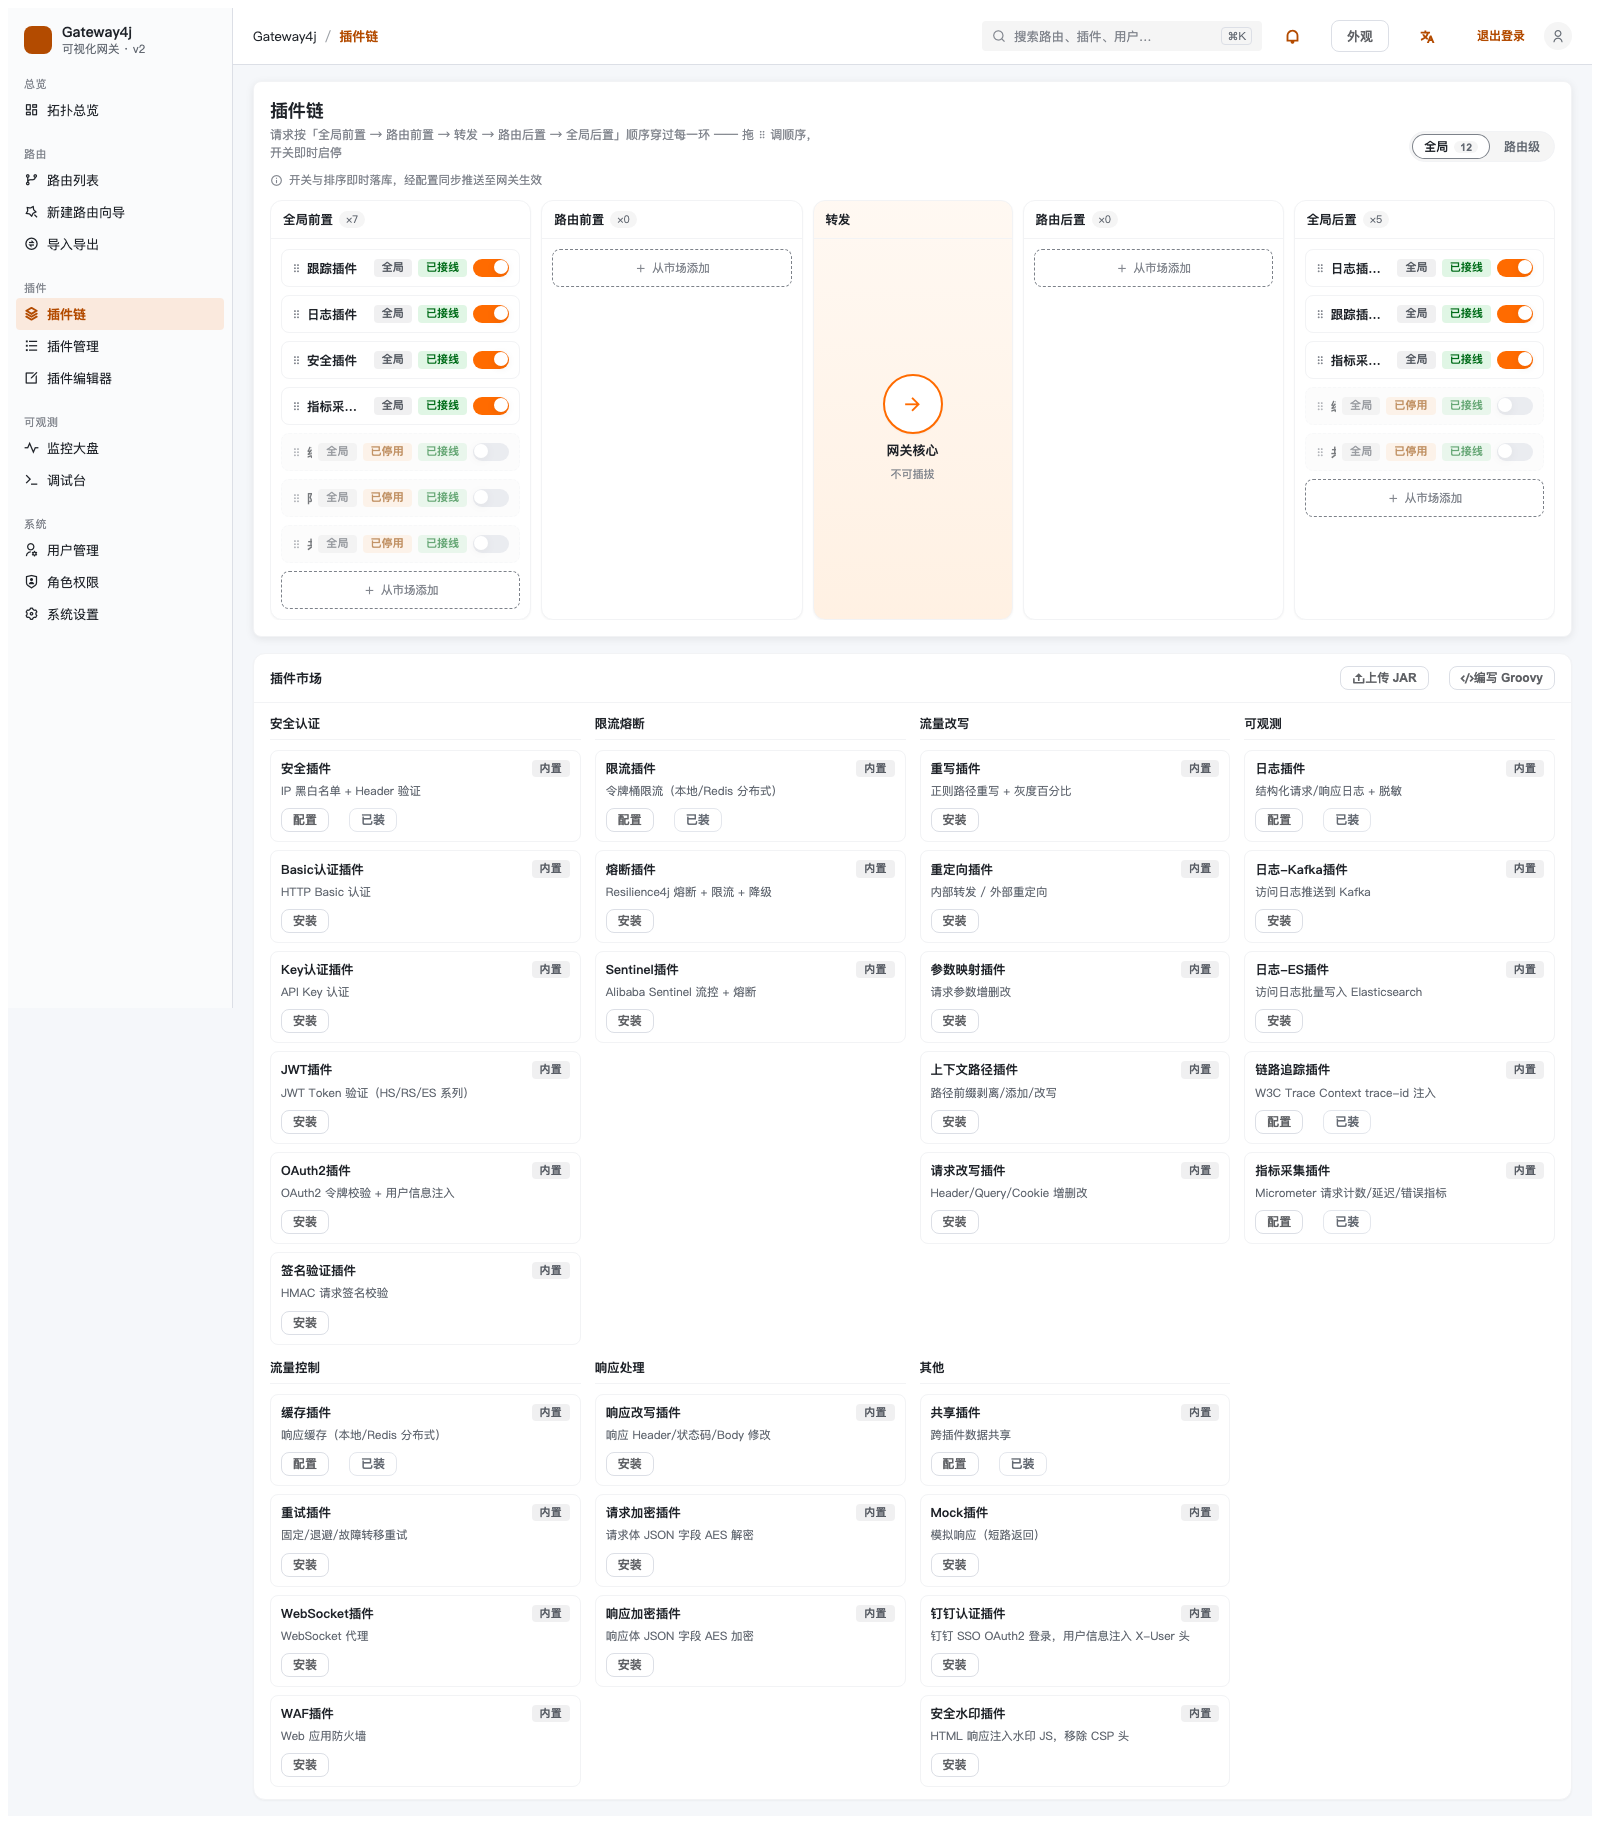 Gateway4j
可视化网关 · v2
总览
拓扑总览
路由
路由列表
新建路由向导
导入导出
插件
插件链
插件管理
插件编辑器
可观测
监控大盘
调试台
系统
用户管理
角色权限
系统设置
Gateway4j / 插件链
搜索路由、插件、用户… ⌘K
外观
退出登录
插件链
请求按「全局前置 → 路由前置 → 转发 → 路由后置 → 全局后置」顺序穿过每一环 —— 拖 ⠿ 调顺序，
开关即时启停
全局 12
路由级
开关与排序即时落库，经配置同步推送至网关生效
全局前置 ×7
跟踪插件 全局 已接线
日志插件 全局 已接线
安全插件 全局 已接线
指标采… 全局 已接线
全局 已停用 已接线
全局 已停用 已接线
全局 已停用 已接线
+ 从市场添加
路由前置 ×0
+ 从市场添加
转发
网关核心
不可插拔
路由后置 ×0
+ 从市场添加
全局后置 ×5
日志插… 全局 已接线
跟踪插… 全局 已接线
指标采… 全局 已接线
全局 已停用 已接线
全局 已停用 已接线
+ 从市场添加
插件市场
上传 JAR
编写 Groovy
安全认证
安全插件 内置
IP 黑白名单 + Header 验证
配置 已装
Basic认证插件 内置
HTTP Basic 认证
安装
Key认证插件 内置
API Key 认证
安装
JWT插件 内置
JWT Token 验证（HS/RS/ES 系列）
安装
OAuth2插件 内置
OAuth2 令牌校验 + 用户信息注入
安装
签名验证插件 内置
HMAC 请求签名校验
安装
限流熔断
限流插件 内置
令牌桶限流（本地/Redis 分布式）
配置 已装
熔断插件 内置
Resilience4j 熔断 + 限流 + 降级
安装
Sentinel插件 内置
Alibaba Sentinel 流控 + 熔断
安装
流量改写
重写插件 内置
正则路径重写 + 灰度百分比
安装
重定向插件 内置
内部转发 / 外部重定向
安装
参数映射插件 内置
请求参数增删改
安装
上下文路径插件 内置
路径前缀剥离/添加/改写
安装
请求改写插件 内置
Header/Query/Cookie 增删改
安装
可观测
日志插件 内置
结构化请求/响应日志 + 脱敏
配置 已装
日志-Kafka插件 内置
访问日志推送到 Kafka
安装
日志-ES插件 内置
访问日志批量写入 Elasticsearch
安装
链路追踪插件 内置
W3C Trace Context trace-id 注入
配置 已装
指标采集插件 内置
Micrometer 请求计数/延迟/错误指标
配置 已装
流量控制
缓存插件 内置
响应缓存（本地/Redis 分布式）
配置 已装
重试插件 内置
固定/退避/故障转移重试
安装
WebSocket插件 内置
WebSocket 代理
安装
WAF插件 内置
Web 应用防火墙
安装
响应处理
响应改写插件 内置
响应 Header/状态码/Body 修改
安装
请求加密插件 内置
请求体 JSON 字段 AES 解密
安装
响应加密插件 内置
响应体 JSON 字段 AES 加密
安装
其他
共享插件 内置
跨插件数据共享
配置 已装
Mock插件 内置
模拟响应（短路返回）
安装
钉钉认证插件 内置
钉钉 SSO OAuth2 登录，用户信息注入 X-User 头
安装
安全水印插件 内置
HTML 响应注入水印 JS，移除 CSP 头
安装